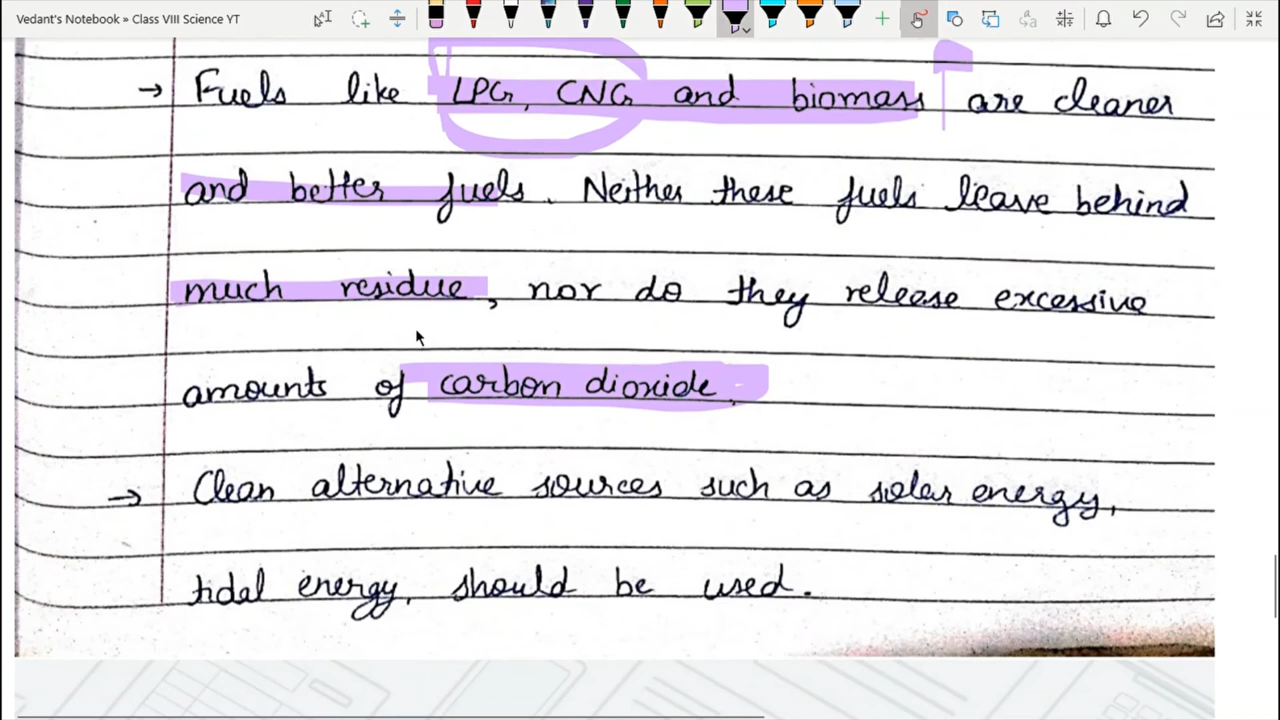 Vedant's Notebook » Class VIII Science YT
→ Fuels like LPG, CNG and biomass are cleaner
and better fuels. Neither these fuels leave behind
much residue, nor do they release excessive
amounts of carbon dioxide.
→ Clean alternative sources such as solar energy,
tidal energy, should be used.